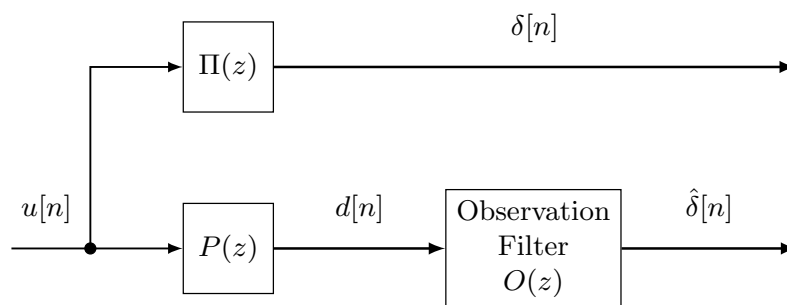 δ[n]
Π(z)
u[n]
d[n]
δ̂[n]
P(z)
Observation
Filter
O(z)